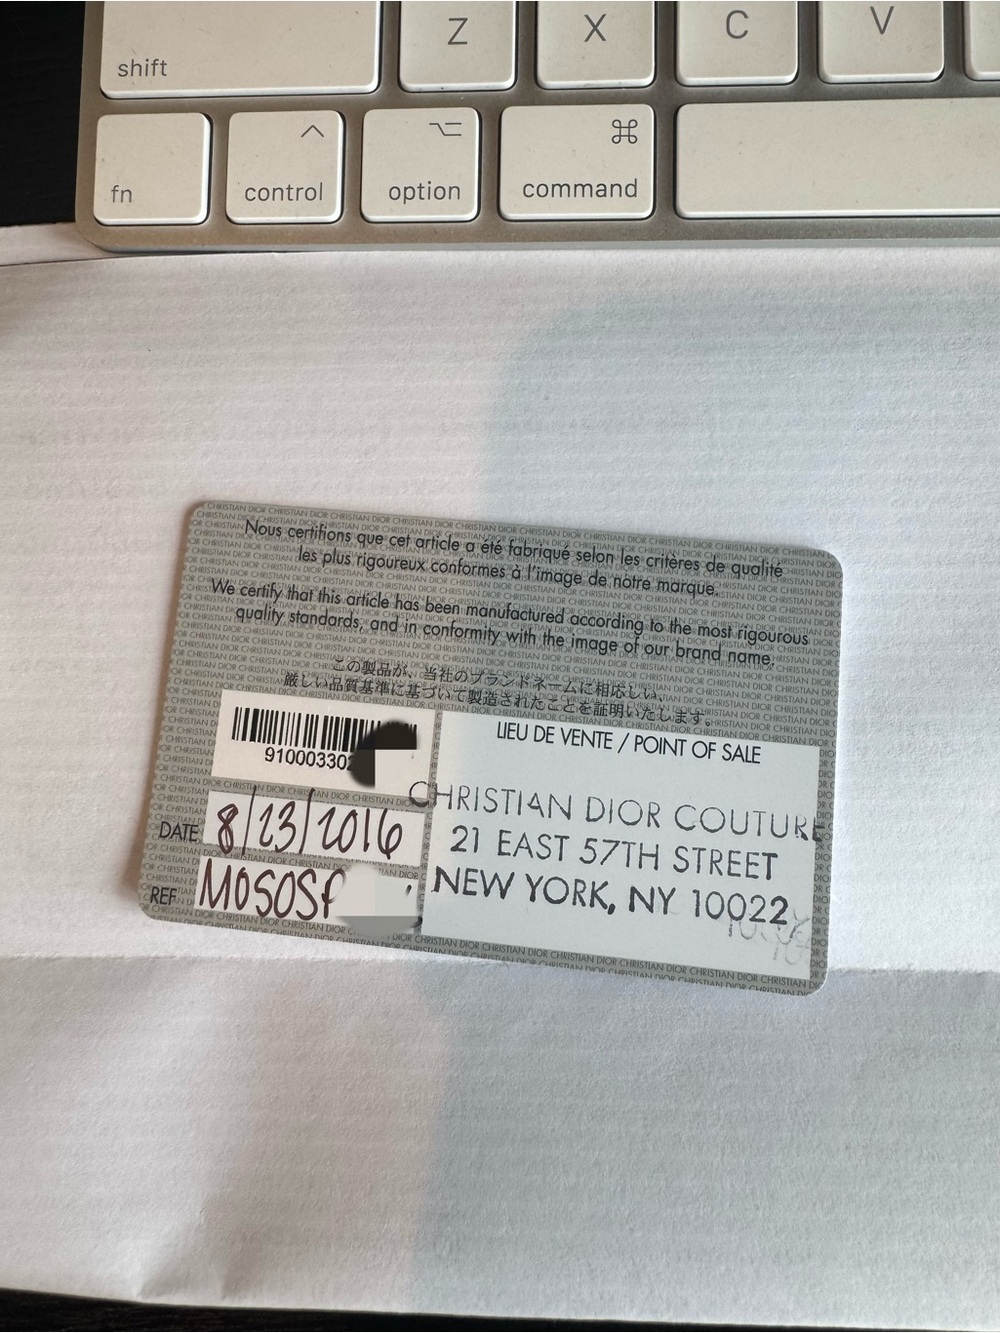 Z X C V
shift
fn control option command
Nous certifions que cet article a été fabriqué selon les critères de qualité
les plus rigoureux conformes à l'image de notre marque.
We certify that this article has been manufactured according to the most rigourous
quality standards, and in conformity with the image of our brand name.
この製品が、当社のブランドネームに相応しい、
厳しい品質基準に基づいて製造されたことを証明いたします。
LIEU DE VENTE / POINT OF SALE
91000330
CHRISTIAN DIOR COUTURE
21 EAST 57TH STREET
NEW YORK, NY 10022
DATE 8/23/2016
REF MOSOSP